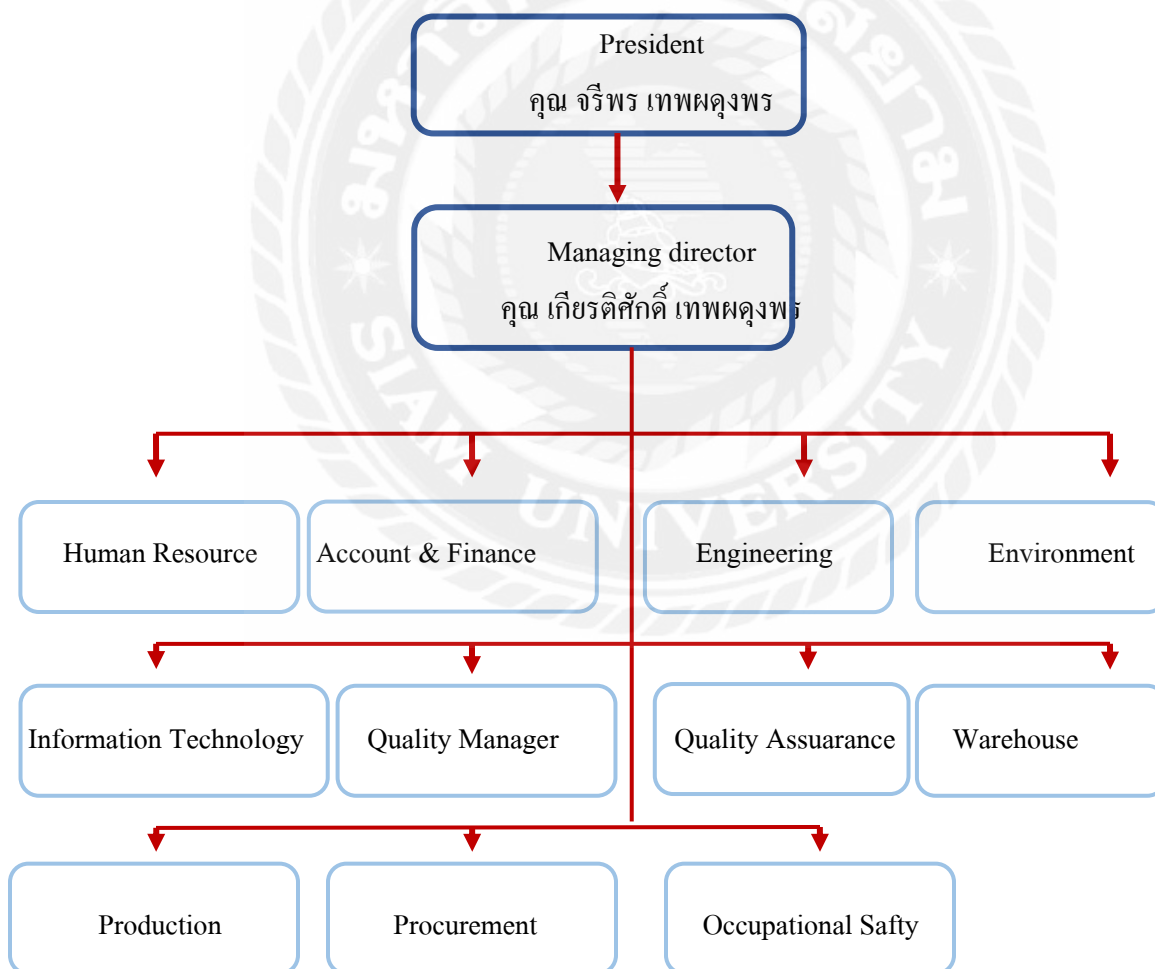 President
คุณ จรีพร เทพผดุงพร
Managing director
คุณ เกียรติศักดิ์ เทพผดุงพร
Human Resource
Account & Finance
Engineering
Environment
Information Technology
Quality Manager
Quality Assuarance
Warehouse
Production
Procurement
Occupational Safty
SIAM UNIVERSITY